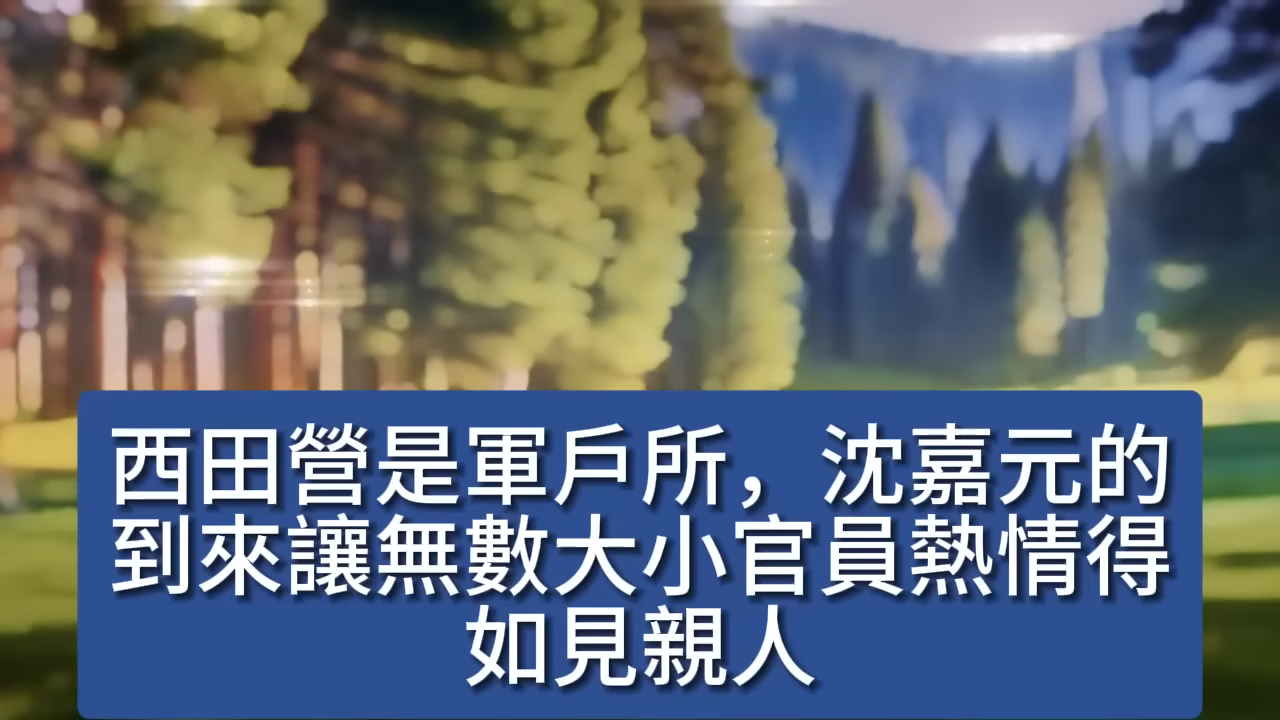 西田營是軍戶所，沈嘉元的
到來讓無數大小官員熱情得
如見親人